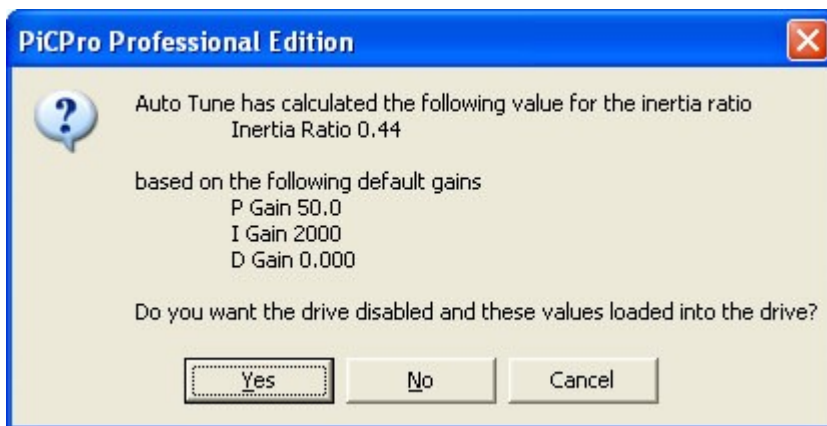 PiCPro Professional Edition
Auto Tune has calculated the following value for the inertia ratio
Inertia Ratio 0.44
based on the following default gains
P Gain 50.0
I Gain 2000
D Gain 0.000
Do you want the drive disabled and these values loaded into the drive?
Yes No Cancel